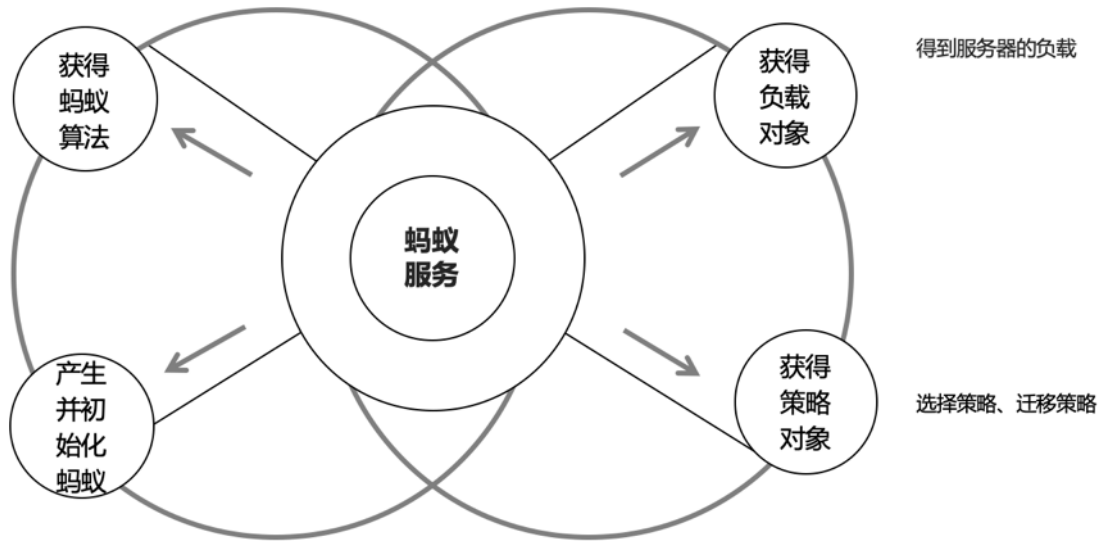 获得
蚂蚁
算法
获得
负载
对象
得到服务器的负载
蚂蚁
服务
产生
并初
始化
蚂蚁
获得
策略
对象
选择策略、迁移策略